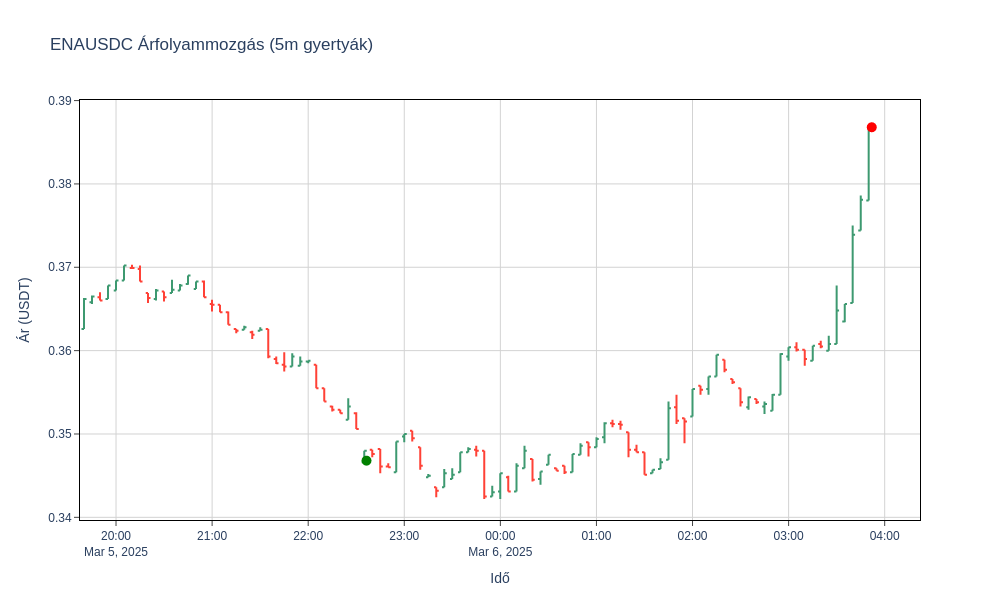 ENAUSDC Árfolyammozgás (5m gyertyák)
0.39
0.38
0.37
0.36
0.35
0.34
Ár (USDT)
20:00 21:00 22:00 23:00 00:00 01:00 02:00 03:00 04:00
Mar 5, 2025 Mar 6, 2025
Idő